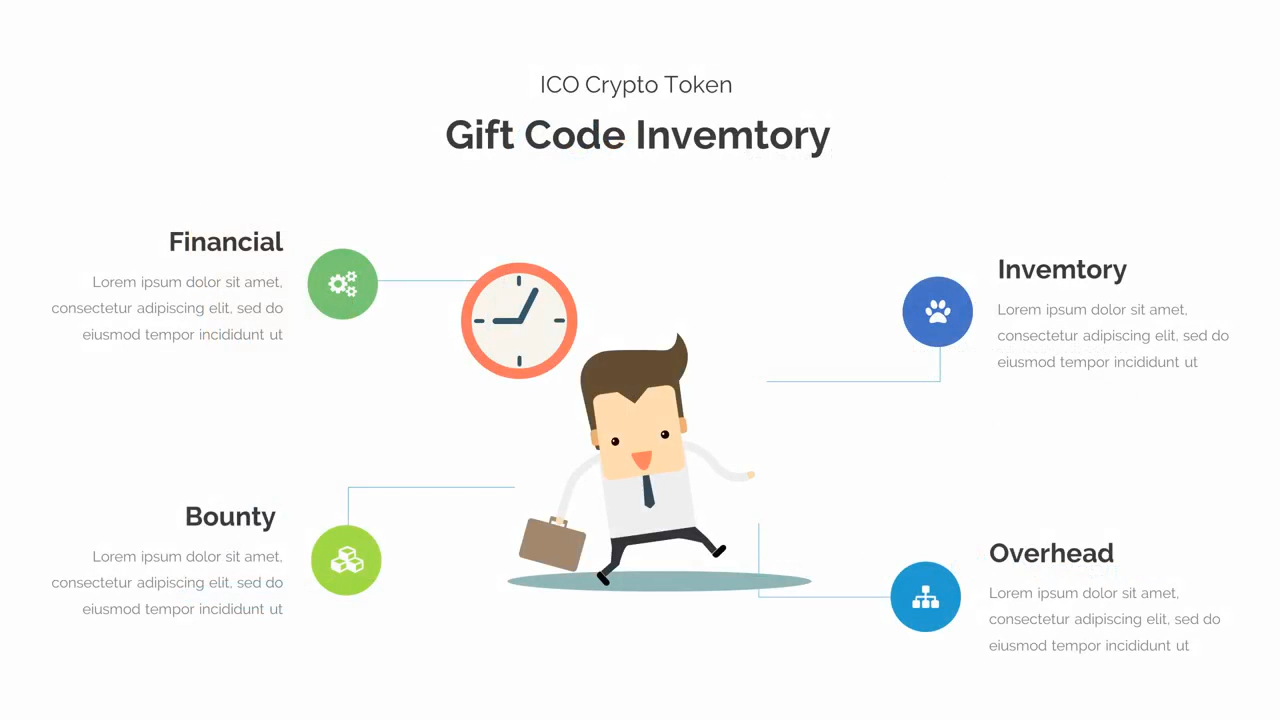 ICO Crypto Token
Gift Code Invemtory
Financial
Lorem ipsum dolor sit amet,
consectetur adipiscing elit, sed do
eiusmod tempor incididunt ut
Invemtory
Lorem ipsum dolor sit amet,
consectetur adipiscing elit, sed do
eiusmod tempor incididunt ut
Bounty
Lorem ipsum dolor sit amet,
consectetur adipiscing elit, sed do
eiusmod tempor incididunt ut
Overhead
Lorem ipsum dolor sit amet,
consectetur adipiscing elit, sed do
eiusmod tempor incididunt ut